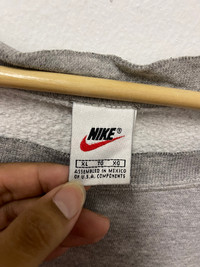 NIKE®
XL TG XG
ASSEMBLED IN MEXICO
OF U.S.A. COMPONENTS